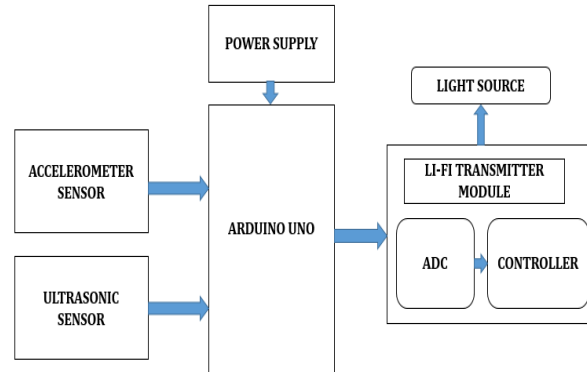 POWER SUPPLY
LIGHT SOURCE
ACCELEROMETER
SENSOR
ARDUINO UNO
LI-FI TRANSMITTER
MODULE
ADC
CONTROLLER
ULTRASONIC
SENSOR